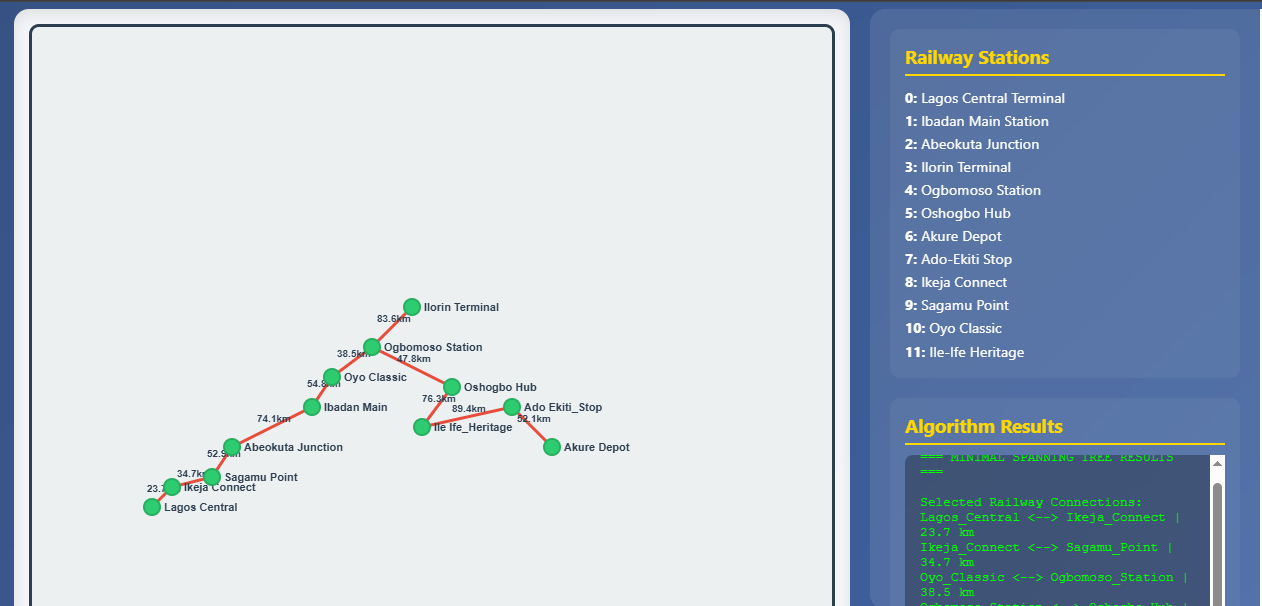 Ilorin Terminal
83.6km
Ogbomoso Station
38.5km
47.8km
Oyo Classic
54.8km
Oshogbo Hub
76.3km
Ibadan Main
89.4km
Ado Ekiti_Stop
74.1km
52.1km
Ile Ife_Heritage
Abeokuta Junction
Akure Depot
52.9km
34.7km
Sagamu Point
23.7
Ikeja Connect
Lagos Central
Railway Stations
0: Lagos Central Terminal
1: Ibadan Main Station
2: Abeokuta Junction
3: Ilorin Terminal
4: Ogbomoso Station
5: Oshogbo Hub
6: Akure Depot
7: Ado-Ekiti Stop
8: Ikeja Connect
9: Sagamu Point
10: Oyo Classic
11: Ile-Ife Heritage
Algorithm Results
=== MINIMAL SPANNING TREE RESULTS
===
Selected Railway Connections:
Lagos_Central <--> Ikeja_Connect |
23.7 km
Ikeja_Connect <--> Sagamu_Point |
34.7 km
Oyo_Classic <--> Ogbomoso_Station |
38.5 km
Ogbomoso_Station <--> Oshogbo_Hub |